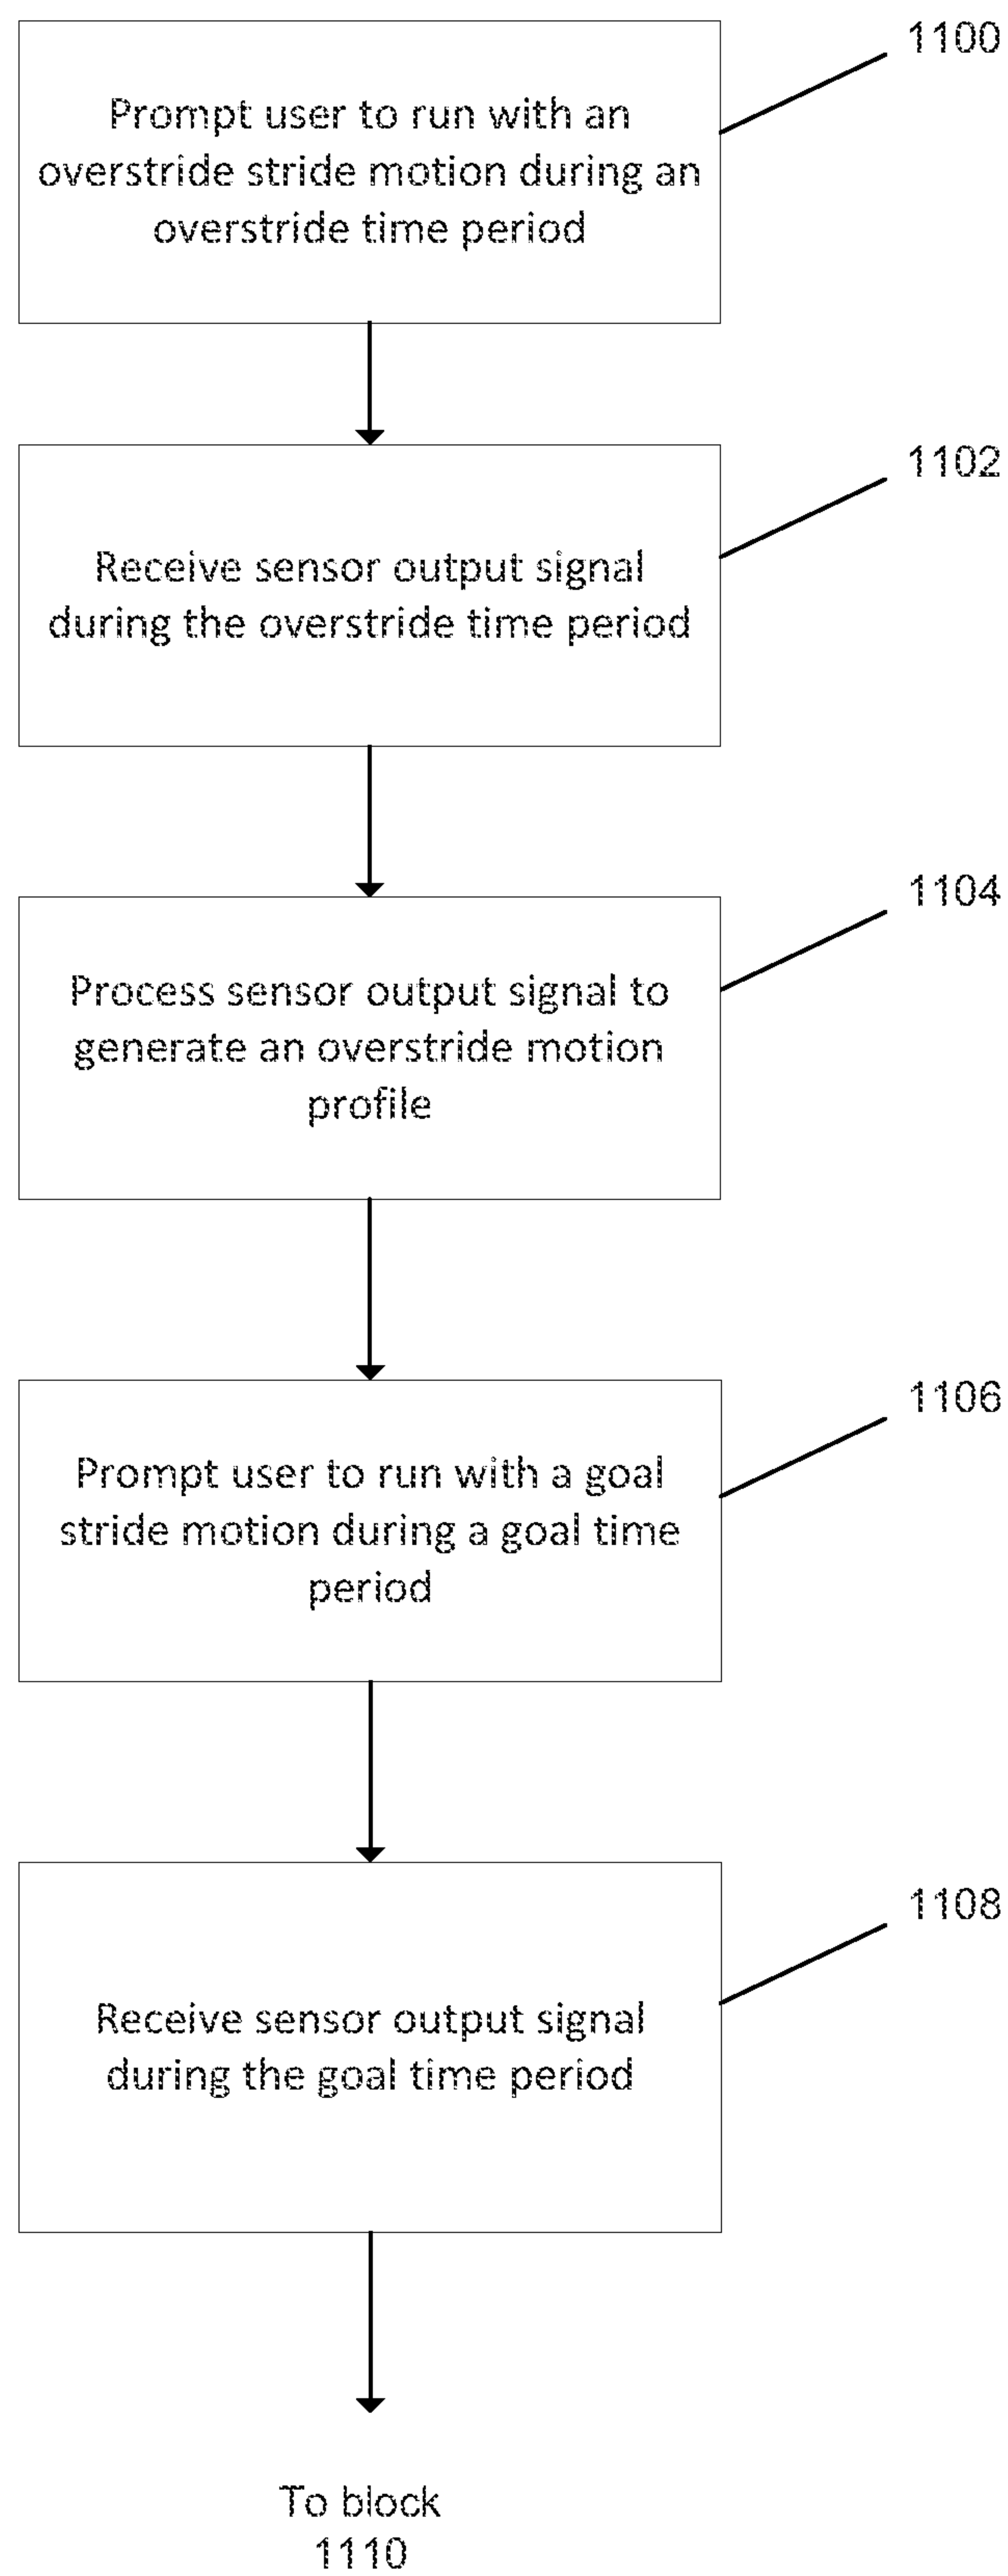 1100
Prompt user to run with an
overstride stride motion during an
overstride time period
1102
Receive sensor output signal
during the overstride time period
1104
Process sensor output signal to
generate an overstride motion
profile
1106
Prompt user to run with a goal
stride motion during a goal time
period
1108
Receive sensor output signal
during the goal time period
To block
1110